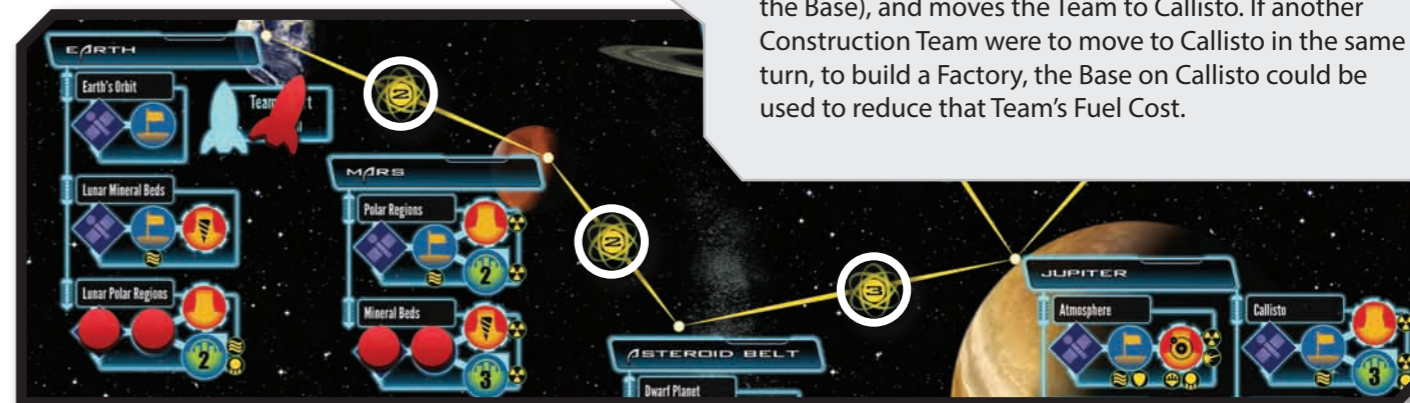 the Base), and moves the Team to Callisto. If another
Construction Team were to move to Callisto in the same
turn, to build a Factory, the Base on Callisto could be
used to reduce that Team's Fuel Cost.
EARTH
Earth's Orbit
2
Lunar Mineral Beds
MARS
Polar Regions
2
2
Lunar Polar Regions
2
Mineral Beds
3
3
JUPITER
Atmosphere
Callisto
3
ASTEROID BELT
Dwarf Planet